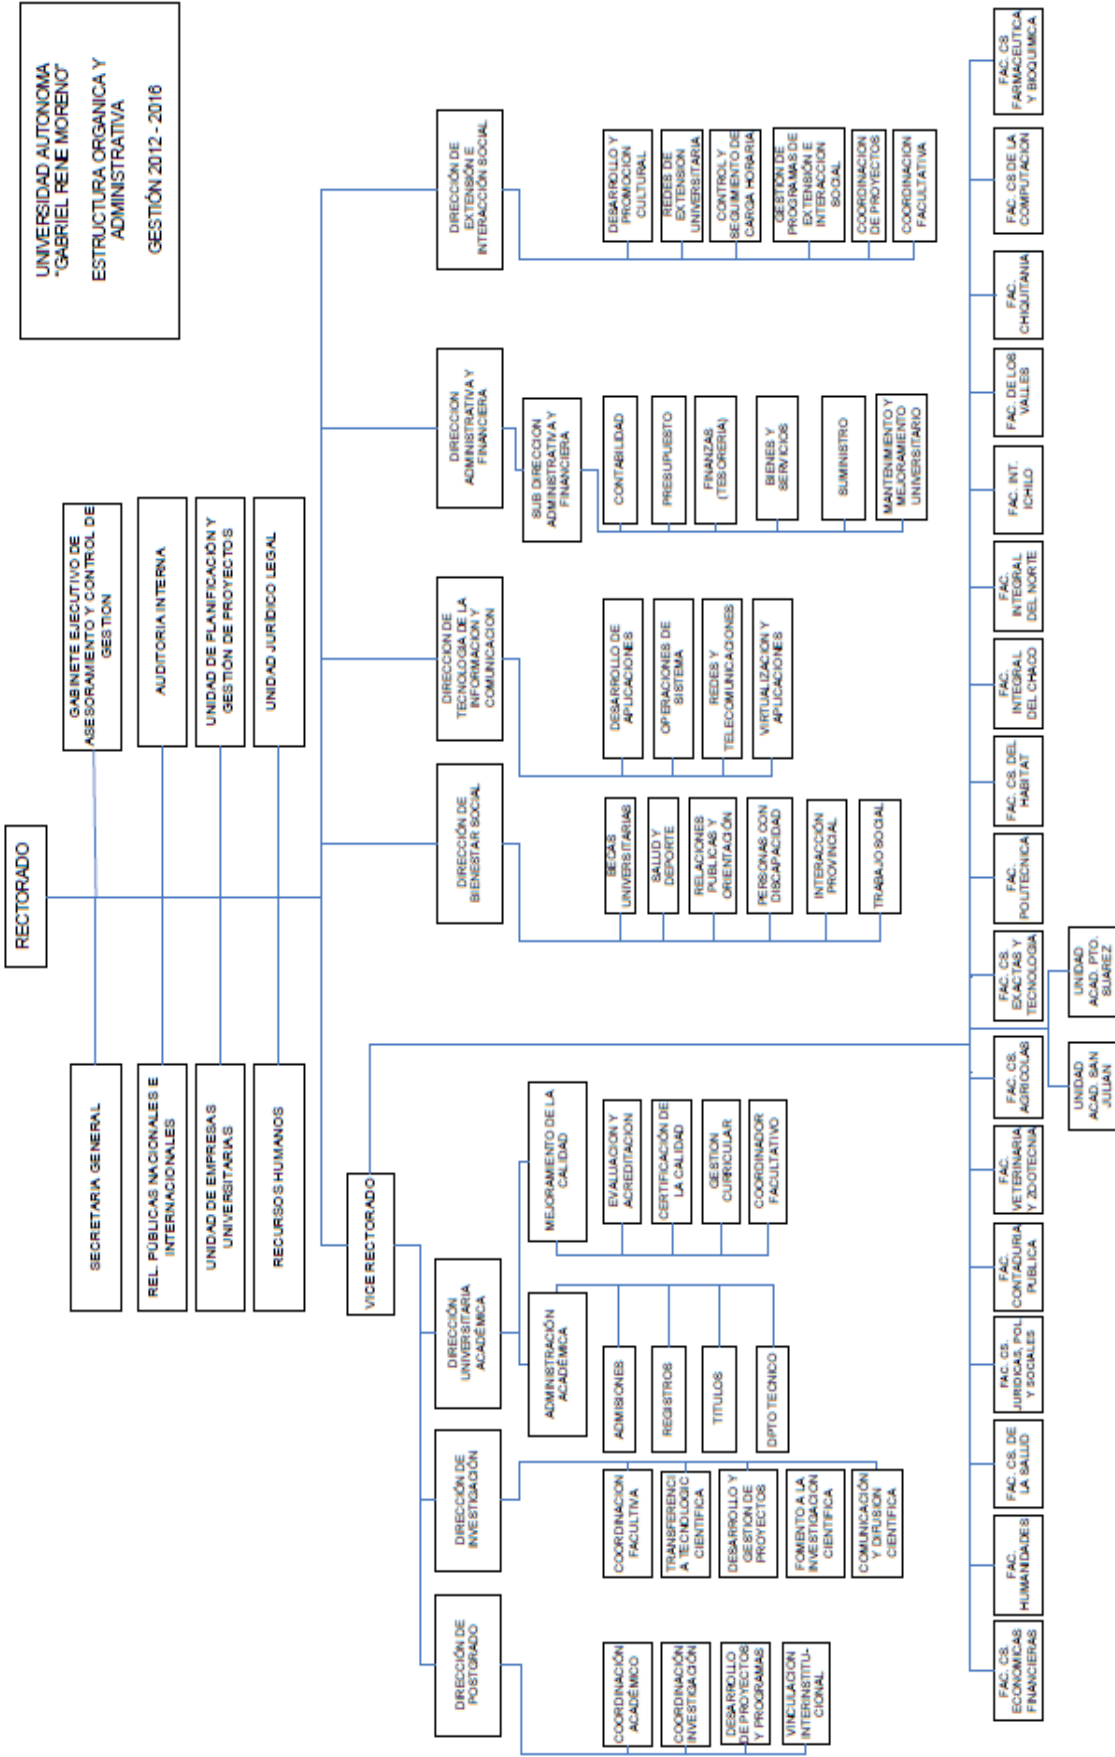 UNIVERSIDAD AUTONOMA
"GABRIEL RENE MORENO"
ESTRUCTURA ORGANICA Y
ADMINISTRATIVA
GESTIÓN 2012 - 2016
RECTORADO
SECRETARIA GENERAL
GABINETE EJECUTIVO DE
ASESORAMIENTO Y CONTROL DE
GESTION
REL. PÚBLICAS NACIONALES E
INTERNACIONALES
AUDITORIA INTERNA
UNIDAD DE EMPRESAS
UNIVERSITARIAS
UNIDAD DE PLANIFICACIÓN Y
GESTIÓN DE PROYECTOS
RECURSOS HUMANOS
UNIDAD JURÍDICO LEGAL
VICERECTORADO
DIRECCIÓN DE
POSTGRADO
DIRECCIÓN DE
INVESTIGACIÓN
DIRECCIÓN
UNIVERSITARIA
ACADÉMICA
DIRECCIÓN DE
BIENESTAR SOCIAL
DIRECCION DE
TECNOLOGIA DE LA
INFORMACION Y
COMUNICACION
DIRECCION
ADMINISTRATIVA Y
FINANCIERA
DIRECCIÓN DE
EXTENSIÓN E
INTERACCIÓN SOCIAL
ADMINISTRACIÓN
ACADÉMICA
MEJORAMIENTO DE LA
CALIDAD
SUB DIRECCION
ADMINISTRATIVA Y
FINANCIERA
COORDINACIÓN
ACADÉMICO
COORDINACIÓN
INVESTIGACIÓN
DESARROLLO
DE PROYECTOS
Y PROGRAMAS
VINCULACION
INTERINSTITU-
CIONAL
COORDINACION
FACULTIVA
TRANSFERENCI
A TECNOLOGIC
CIENTIFICA
DESARROLLO Y
GESTION DE
PROYECTOS
FOMENTO A LA
INVESTIGACION
CIENTIFICA
COMUNICACIÓN
Y DIFUSION
CIENTIFICA
ADMISIONES
REGISTROS
TITULOS
DPTO TECNICO
EVALUACION Y
ACREDITACION
CERTIFICACIÓN DE
LA CALIDAD
GESTION
CURRICULAR
COORDINADOR
FACULTATIVO
BECAS
UNIVERSITARIAS
SALUD Y
DEPORTE
RELACIONES
PUBLICAS Y
ORIENTACIÓN
PERSONAS CON
DISCAPACIDAD
INTERACCIÓN
PROVINCIAL
TRABAJO SOCIAL
DESARROLLO DE
APLICACIONES
OPERACIONES DE
SISTEMA
REDES Y
TELECOMUNICACIONES
VIRTUALIZACION Y
APLICACIONES
CONTABILIDAD
PRESUPUESTO
FINANZAS
(TESORERIA)
BIENES Y
SERVICIOS
SUMINISTRO
MANTENIMIENTO Y
MEJORAMIENTO
UNIVERSITARIO
DESARROLLO Y
PROMOCION
CULTURAL
REDES DE
EXTENSION
UNIVERSITARIA
CONTROL Y
SEGUIMIENTO DE
CARGA HORARIA
GESTIÓN DE
PROGRAMAS DE
EXTENSIÓN E
INTERACCION
SOCIAL
COORDINACION
DE PROYECTOS
COORDINACION
FACULTATIVA
FAC. CS.
ECONOMICAS
FINANCIERAS
FAC.
HUMANIDADES
FAC. CS. DE
LA SALUD
FAC. CS.
JURIDICAS, POL.
Y SOCIALES
FAC.
CONTADURIA
PUBLICA
FAC.
VETERINARIA
Y ZOOTECNIA
FAC. CS.
AGRICOLAS
FAC. CS.
EXACTAS Y
TECNOLOGIA
FAC.
POLITECNICA
FAC. CS. DEL
HABITAT
FAC.
INTEGRAL
DEL CHACO
FAC.
INTEGRAL
DEL NORTE
FAC. INT.
ICHILO
FAC. DE LOS
VALLES
FAC.
CHIQUITANIA
FAC. CS DE LA
COMPUTACION
FAC. CS
FARMACEUTICA
Y BIOQUIMICA
UNIDAD
ACAD. SAN
JULIAN
UNIDAD
ACAD. PTO.
SUAREZ